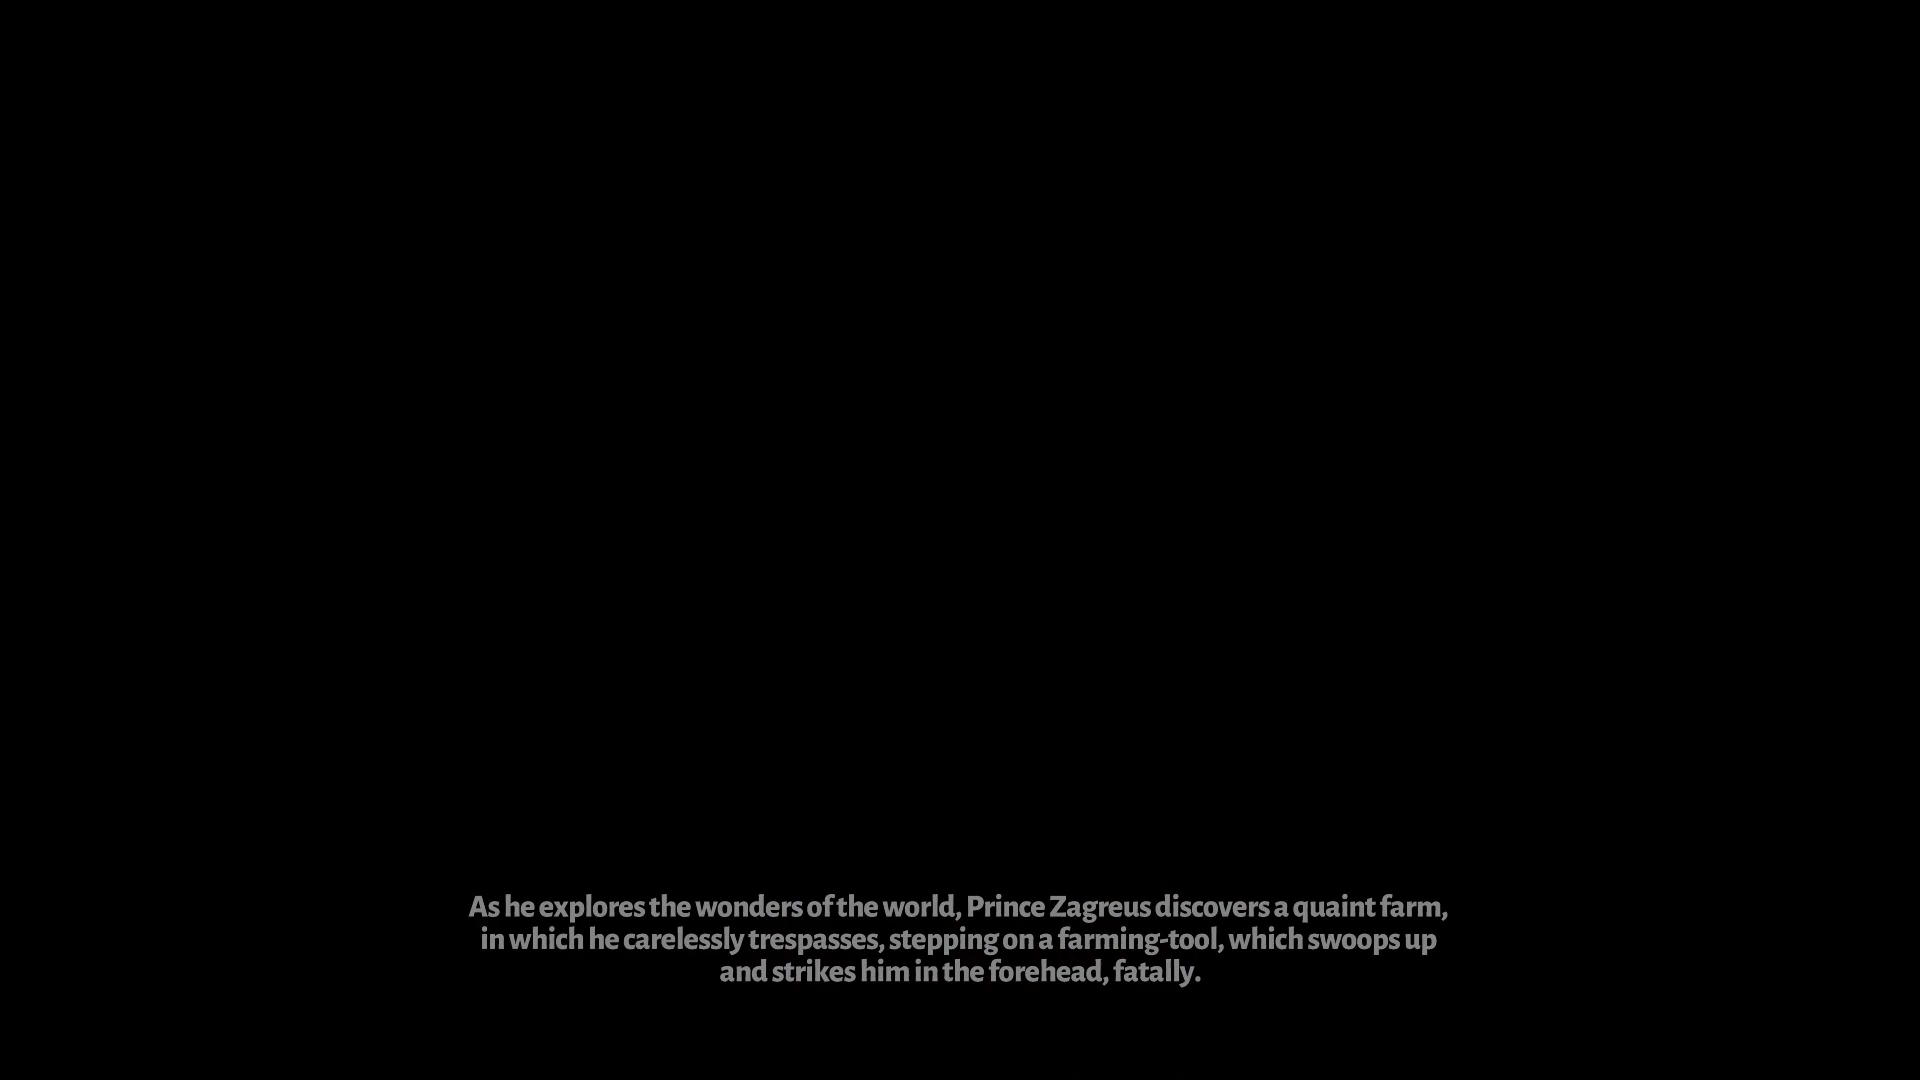 As he explores the wonders of the world, Prince Zagreus discovers a quaint farm,
in which he carelessly trespasses, stepping on a farming-tool, which swoops up
and strikes him in the forehead, fatally.